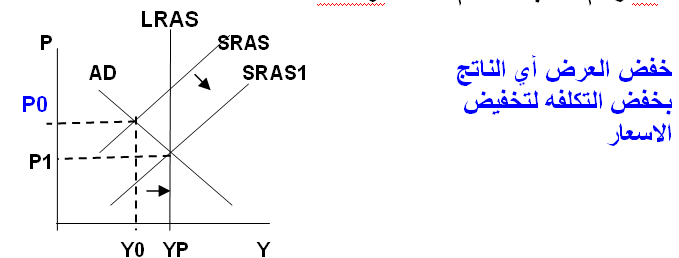 LRAS
P
SRAS
AD
SRAS1
P0
P1
Y0 YP Y
خفض العرض أي الناتج
بخفض التكلفه لتخفيض
الاسعار